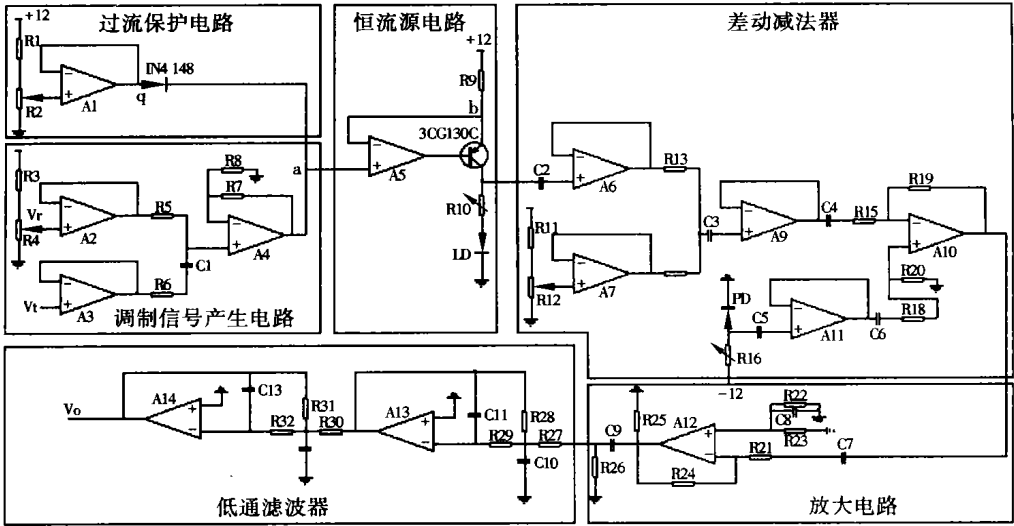 过流保护电路
+12
R1
R2
A1
q
IN4 148
恒流源电路
+12
R9
b
3CG130C
A5
a
R10
LD
差动减法器
C2
A6
R13
R11
R12
A7
C3
A9
C4
R15
R19
A10
R20
R18
PD
C5
A11
C6
R16
-12
R3
Vr
R4
A2
R5
R8
R7
A4
C1
R6
Vt
A3
调制信号产生电路
Vo
A14
C13
R32
R31
R30
A13
C11
R29
R28
R27
C10
低通滤波器
R26
C9
R25
A12
R24
R21
R22
C8
R23
C7
放大电路